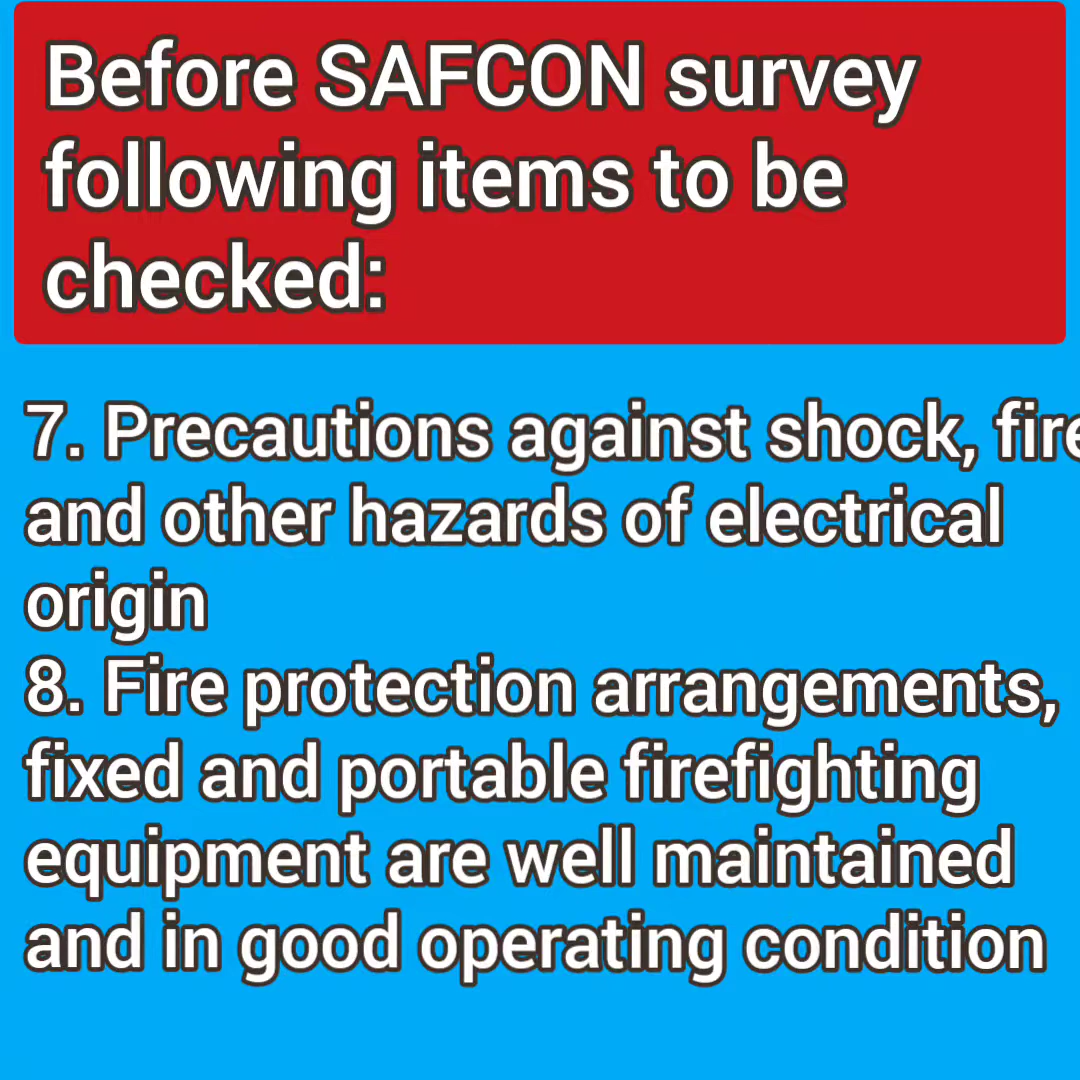 Before SAFCON survey
following items to be
checked:
7. Precautions against shock, fire
and other hazards of electrical
origin
8. Fire protection arrangements,
fixed and portable firefighting
equipment are well maintained
and in good operating condition